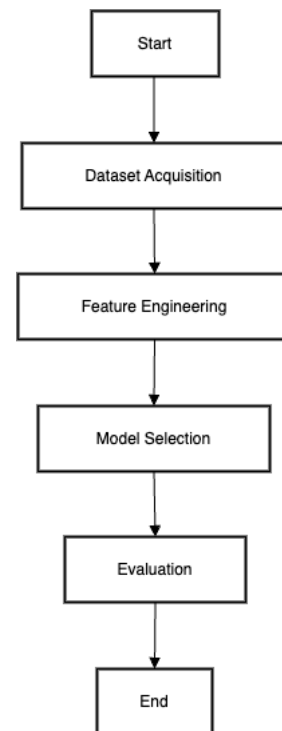 Start
Dataset Acquisition
Feature Engineering
Model Selection
Evaluation
End